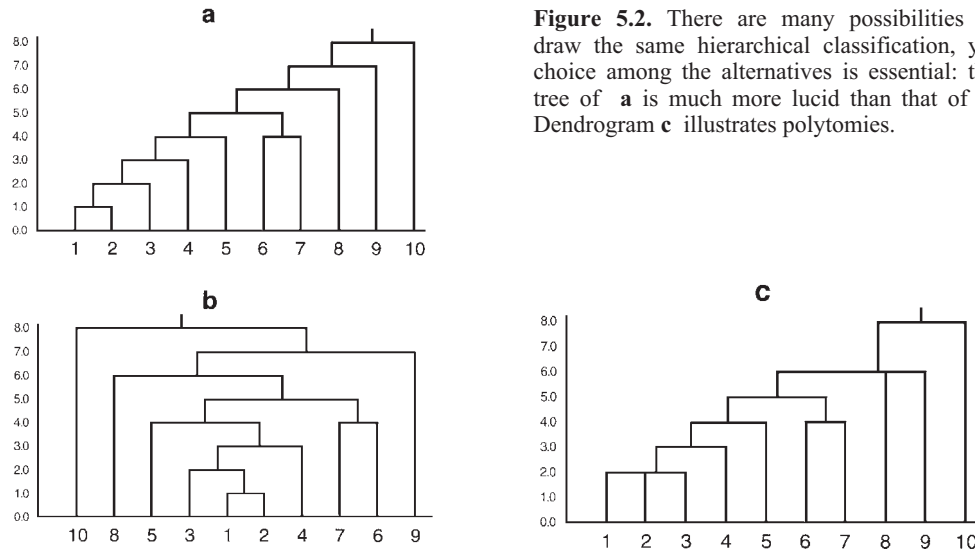 a
Figure 5.2. There are many possibilities
draw the same hierarchical classification,
choice among the alternatives is essential:
tree of a is much more lucid than that of
Dendrogram c illustrates polytomies.
8.0
7.0
6.0
5.0
4.0
3.0
2.0
1.0
0.0
1 2 3 4 5 6 7 8 9 10
b
8.0
7.0
6.0
5.0
4.0
3.0
2.0
1.0
0.0
10 8 5 3 1 2 4 7 6 9
c
8.0
7.0
6.0
5.0
4.0
3.0
2.0
1.0
0.0
1 2 3 4 5 6 7 8 9 10